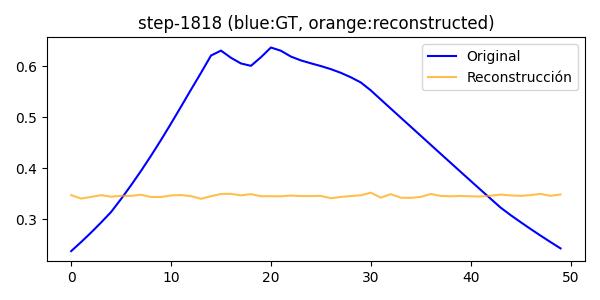 step-1818 (blue:GT, orange:reconstructed)
Original
Reconstrucción
0.6
0.5
0.4
0.3
0 10 20 30 40 50